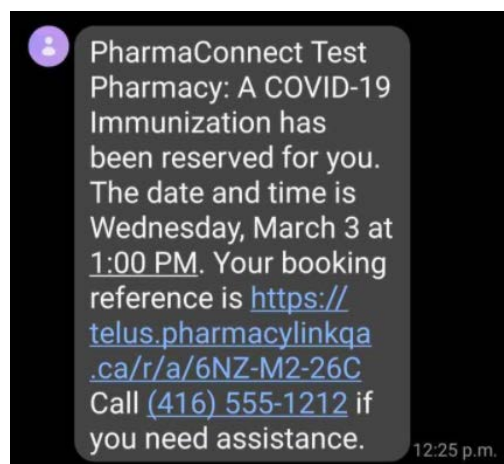 PharmaConnect Test
Pharmacy: A COVID-19
Immunization has
been reserved for you.
The date and time is
Wednesday, March 3 at
1:00 PM. Your booking
reference is https://
telus.pharmacylinkqa
.ca/r/a/6NZ-M2-26C
Call (416) 555-1212 if
you need assistance.
12:25 p.m.